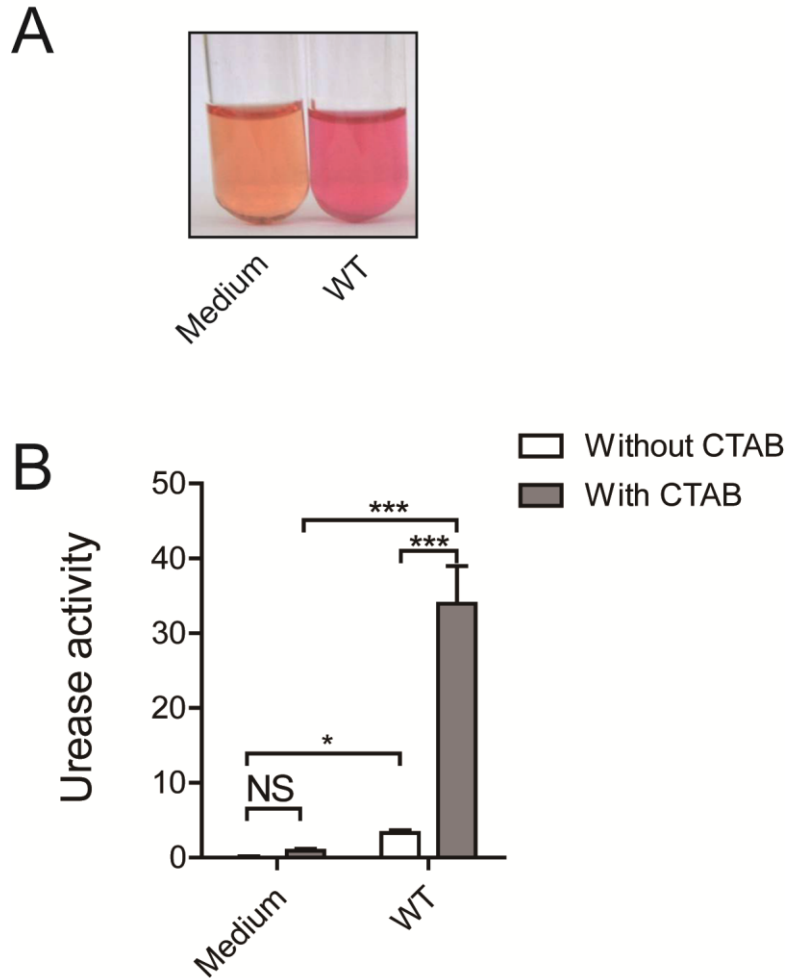 A
Medium
WT
B
Without CTAB
With CTAB
Urease activity
50
40
30
20
10
0
***
***
*
NS
Medium
WT